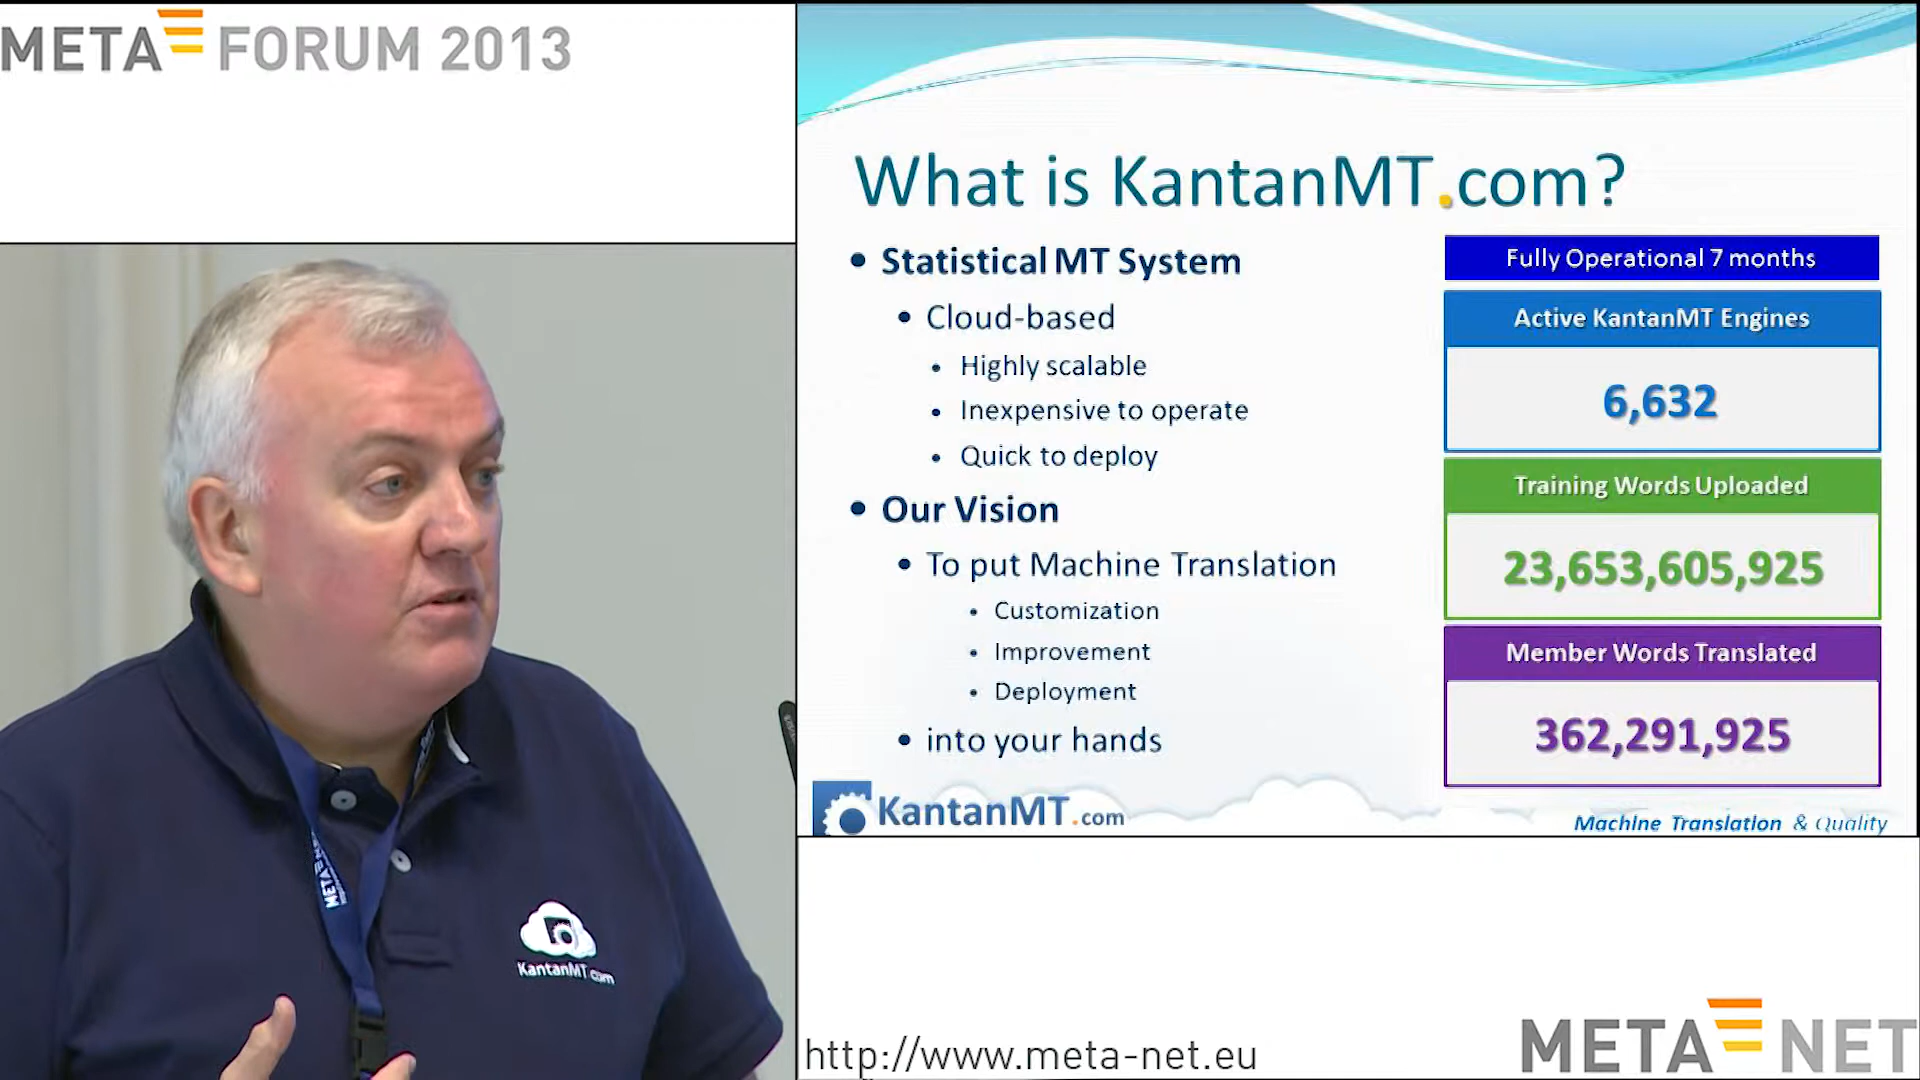 META FORUM 2013
What is KantanMT.com?
Statistical MT System
Cloud-based
Highly scalable
Inexpensive to operate
Quick to deploy
Our Vision
To put Machine Translation
Customization
Improvement
Deployment
into your hands
Fully Operational 7 months
Active KantanMT Engines
6,632
Training Words Uploaded
23,653,605,925
Member Words Translated
362,291,925
KantanMT.com
Machine Translation & Quality
META
KantanMT.com
http://www.meta-net.eu
META NET